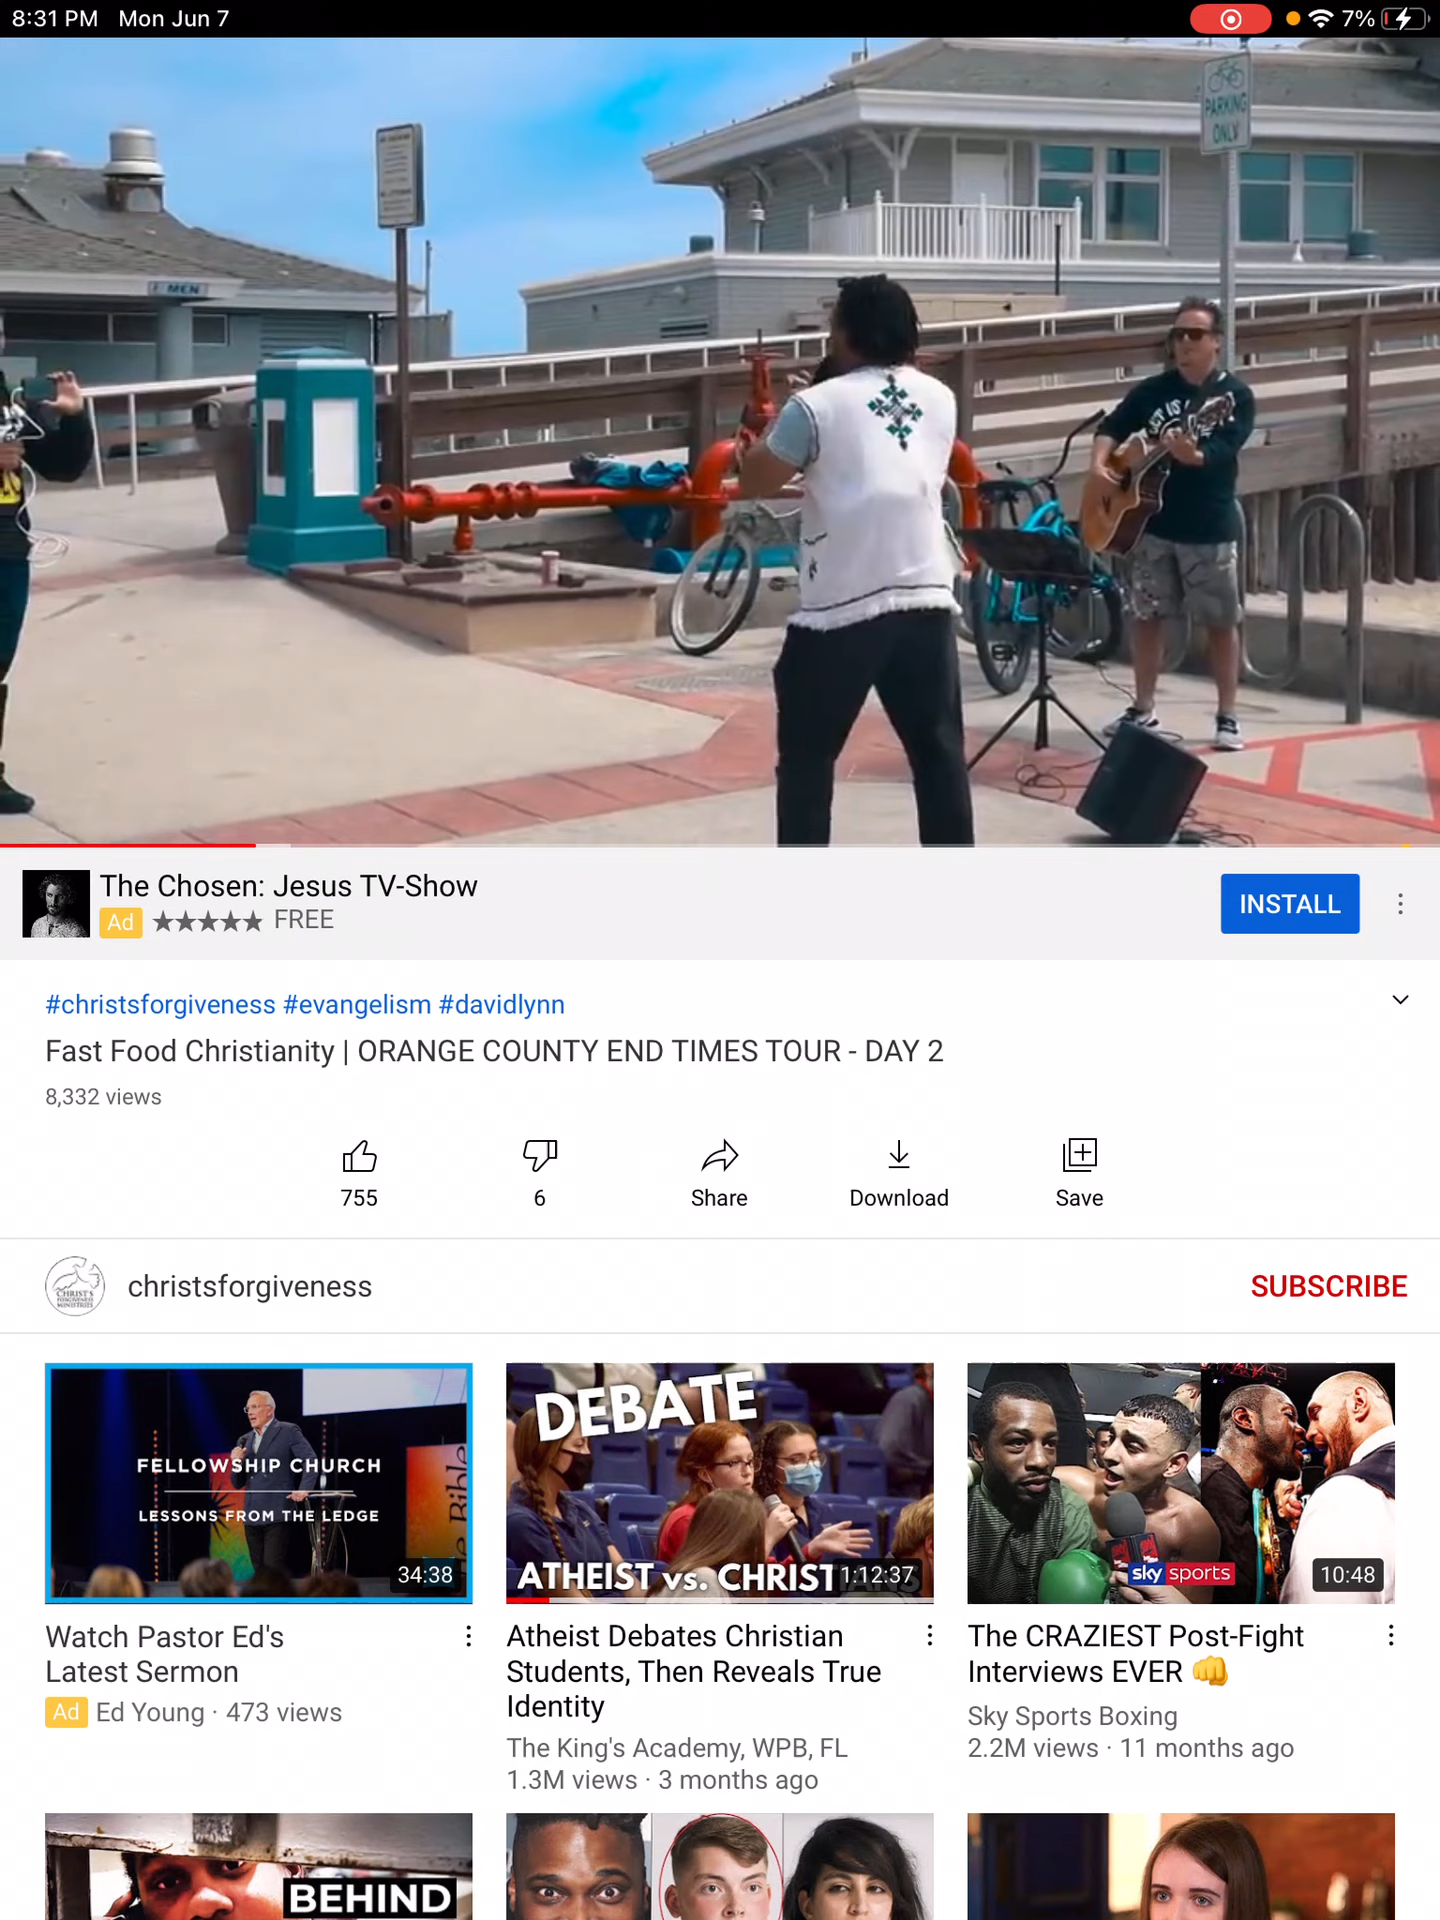 8:31 PM Mon Jun 7
7%
PARKING
ONLY
MEN
The Chosen: Jesus TV-Show
Ad ★★★★★ FREE
INSTALL
#christsforgiveness #evangelism #davidlynn
Fast Food Christianity | ORANGE COUNTY END TIMES TOUR - DAY 2
8,332 views
755
6
Share
Download
Save
CHRIST'S
FORGIVENESS
MINISTRIES
christsforgiveness
SUBSCRIBE
FELLOWSHIP CHURCH
LESSONS FROM THE LEDGE
34:38
Watch Pastor Ed's
Latest Sermon
Ad Ed Young · 473 views
DEBATE
ATHEIST vs. CHRIST
1:12:37
Atheist Debates Christian
Students, Then Reveals True
Identity
The King's Academy, WPB, FL
1.3M views · 3 months ago
sky sports
10:48
The CRAZIEST Post-Fight
Interviews EVER 👊
Sky Sports Boxing
2.2M views · 11 months ago
BEHIND